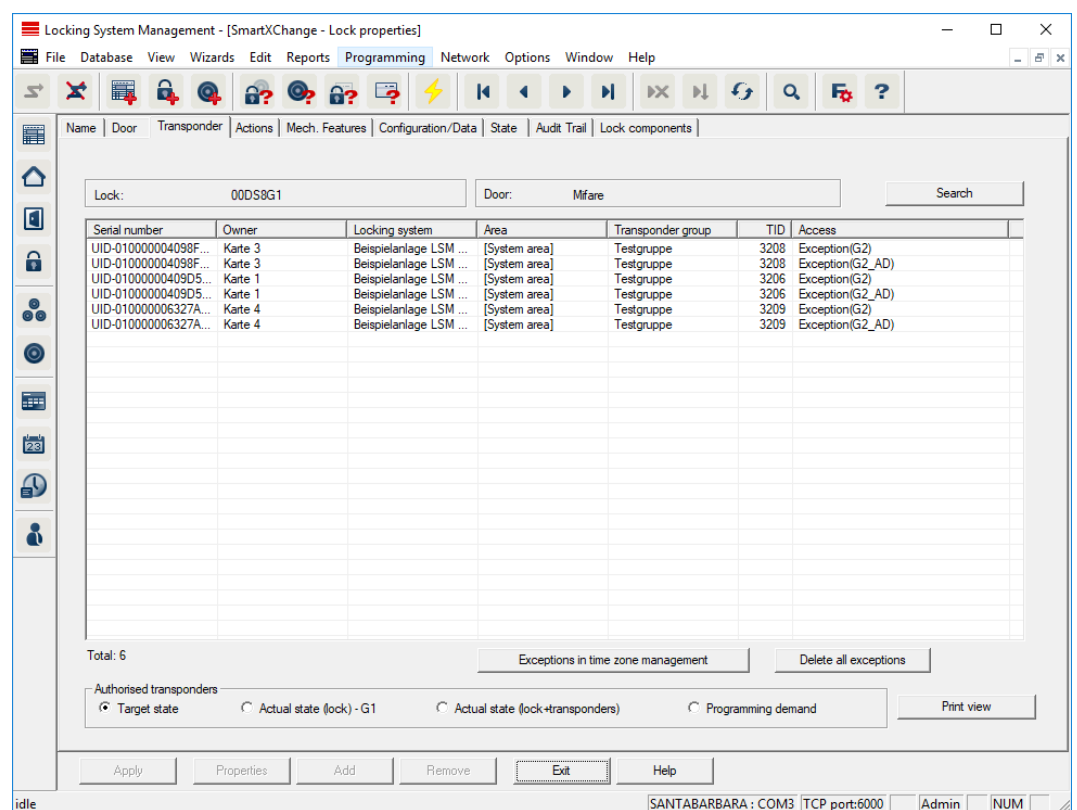 Locking System Management - [SmartXChange - Lock properties]
File Database View Wizards Edit Reports Programming Network Options Window Help
Name Door Transponder Actions Mech. Features Configuration/Data State Audit Trail Lock components
Lock: 00DS8G1 Door: Mifare Search
Serial number Owner Locking system Area Transponder group TID Access
UID-010000004098F... Karte 3 Beispielanlage LSM ... [System area] Testgruppe 3208 Exception(G2)
UID-010000004098F... Karte 3 Beispielanlage LSM ... [System area] Testgruppe 3208 Exception(G2_AD)
UID-01000000409D5... Karte 1 Beispielanlage LSM ... [System area] Testgruppe 3206 Exception(G2)
UID-01000000409D5... Karte 1 Beispielanlage LSM ... [System area] Testgruppe 3206 Exception(G2_AD)
UID-010000006327A... Karte 4 Beispielanlage LSM ... [System area] Testgruppe 3209 Exception(G2)
UID-010000006327A... Karte 4 Beispielanlage LSM ... [System area] Testgruppe 3209 Exception(G2_AD)
Total: 6
Exceptions in time zone management Delete all exceptions
Authorised transponders
Target state Actual state (lock) - G1 Actual state (lock+transponders) Programming demand Print view
Apply Properties Add Remove Exit Help
idle SANTABARBARA : COM3 TCP port:6000 Admin NUM